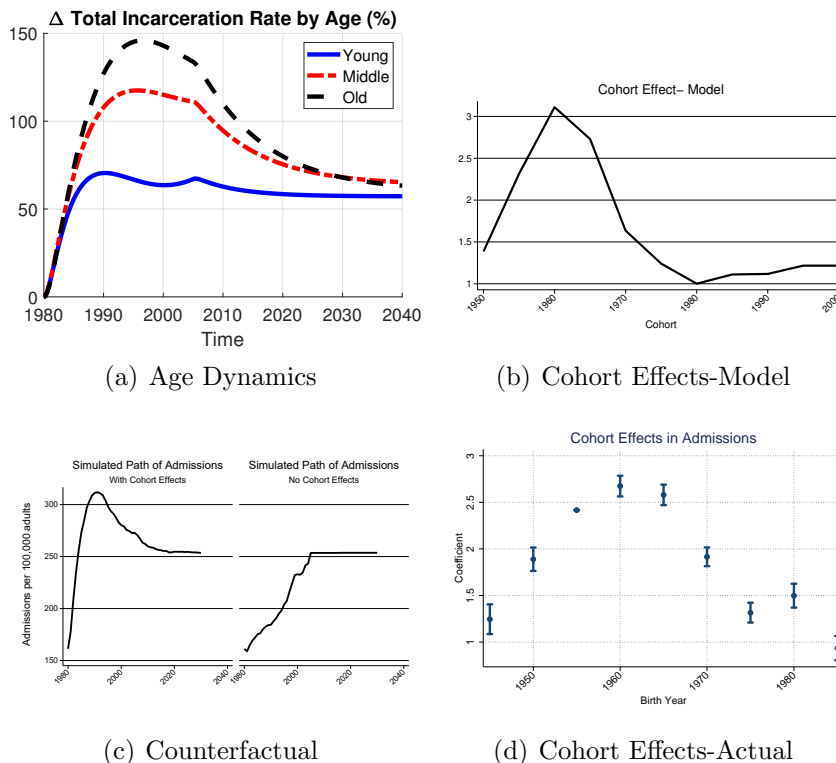 Δ Total Incarceration Rate by Age (%)
150
100
50
0
Young
Middle
Old
1980 1990 2000 2010 2020 2030 2040
Time
(a) Age Dynamics
Cohort Effect– Model
3
2.5
2
1.5
1
1950 1960 1970 1980 1990 2000
Cohort
(b) Cohort Effects-Model
Simulated Path of Admissions
With Cohort Effects
Simulated Path of Admissions
No Cohort Effects
Admissions per 100,000 adults
300
250
200
150
1980 2000 2020 2040
1980 2000 2020 2040
(c) Counterfactual
Cohort Effects in Admissions
Coefficient
3
2.5
2
1.5
1
1950 1960 1970 1980
Birth Year
(d) Cohort Effects-Actual